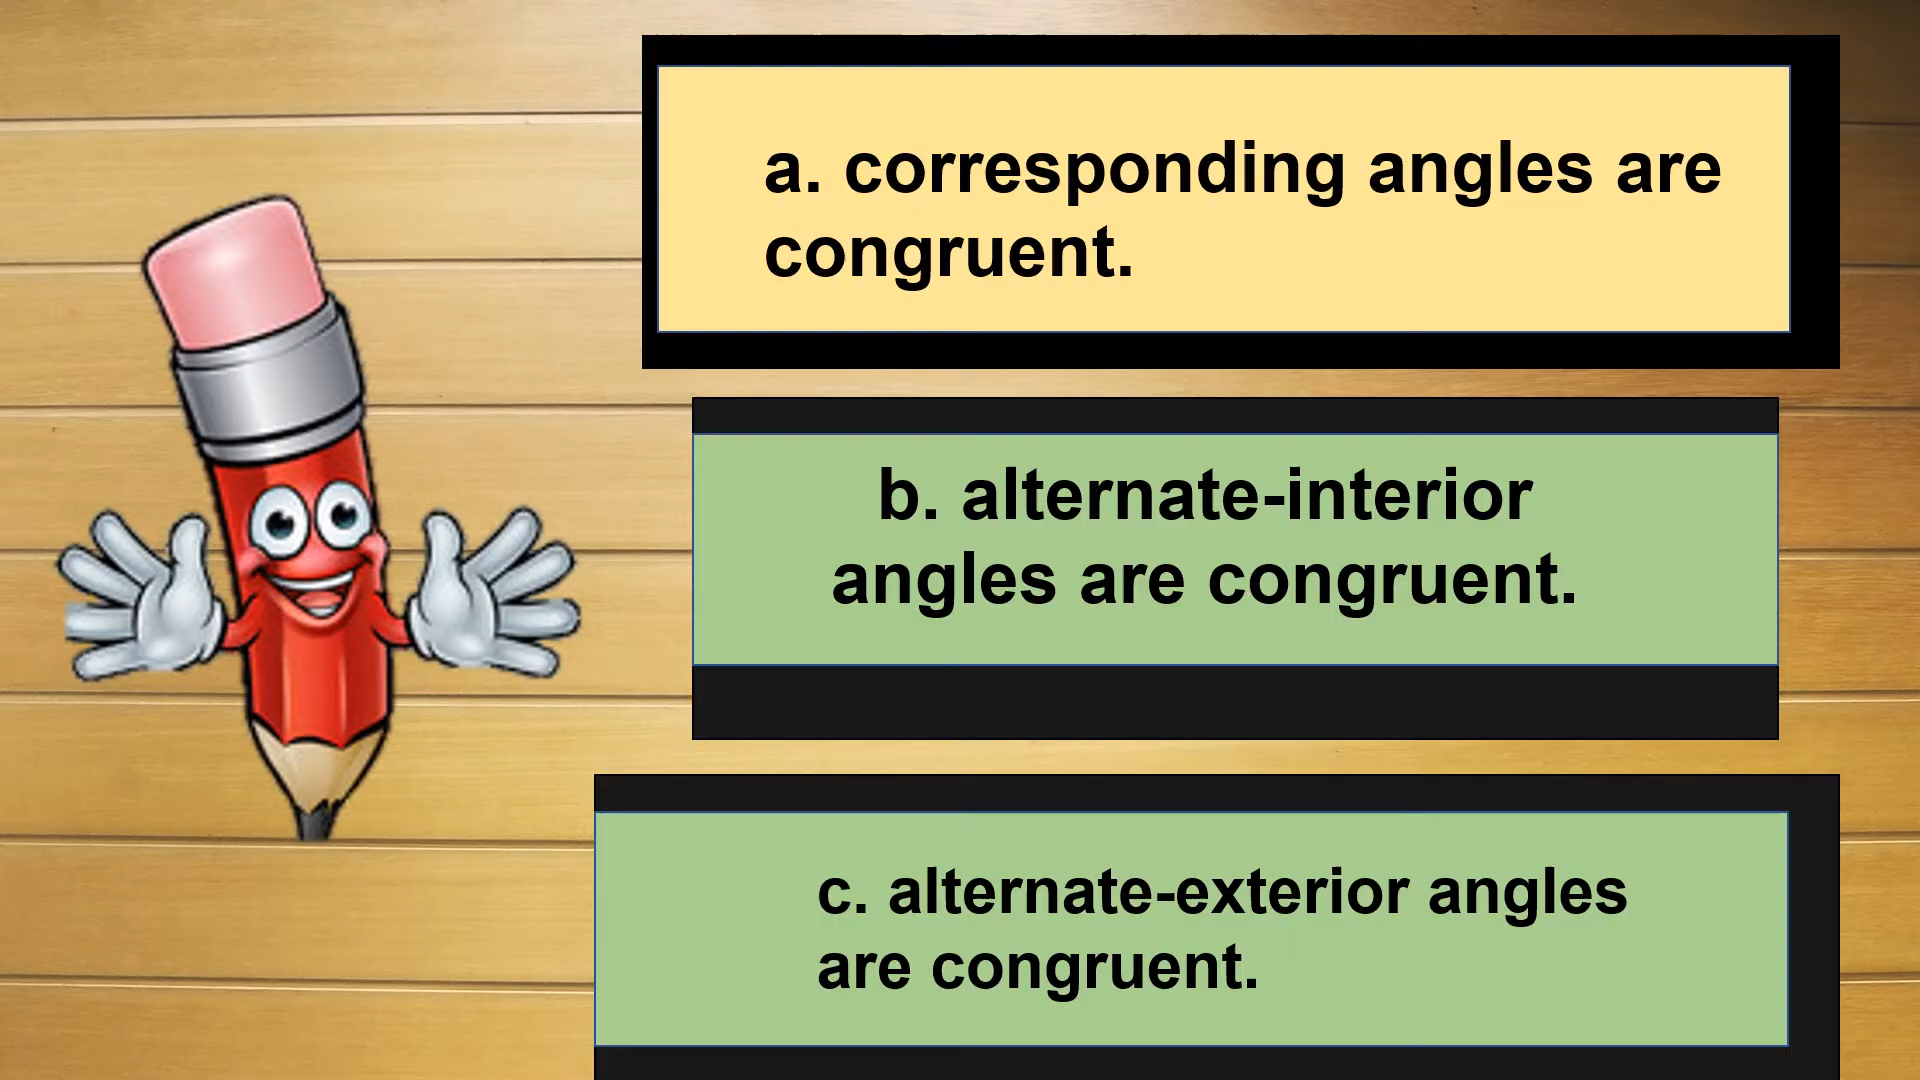 a. corresponding angles are
congruent.
b. alternate-interior
angles are congruent.
c. alternate-exterior angles
are congruent.